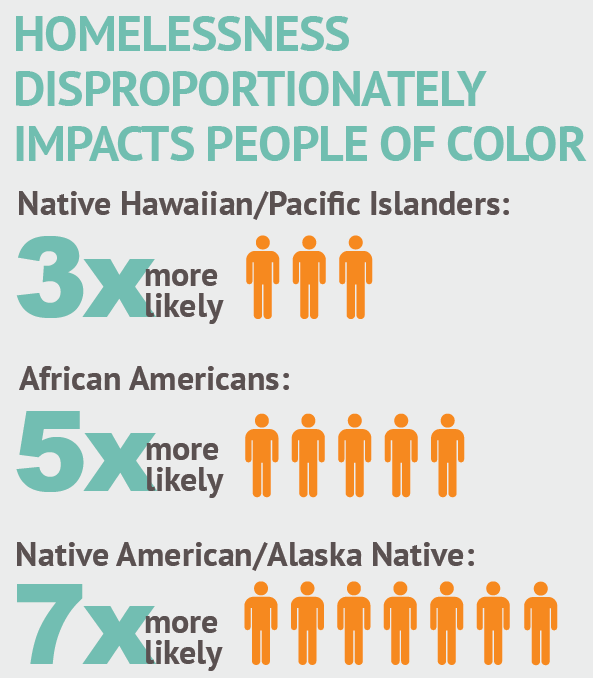 HOMELESSNESS
DISPROPORTIONATELY
IMPACTS PEOPLE OF COLOR
Native Hawaiian/Pacific Islanders:
3x more
likely
African Americans:
5x more
likely
Native American/Alaska Native:
7x more
likely